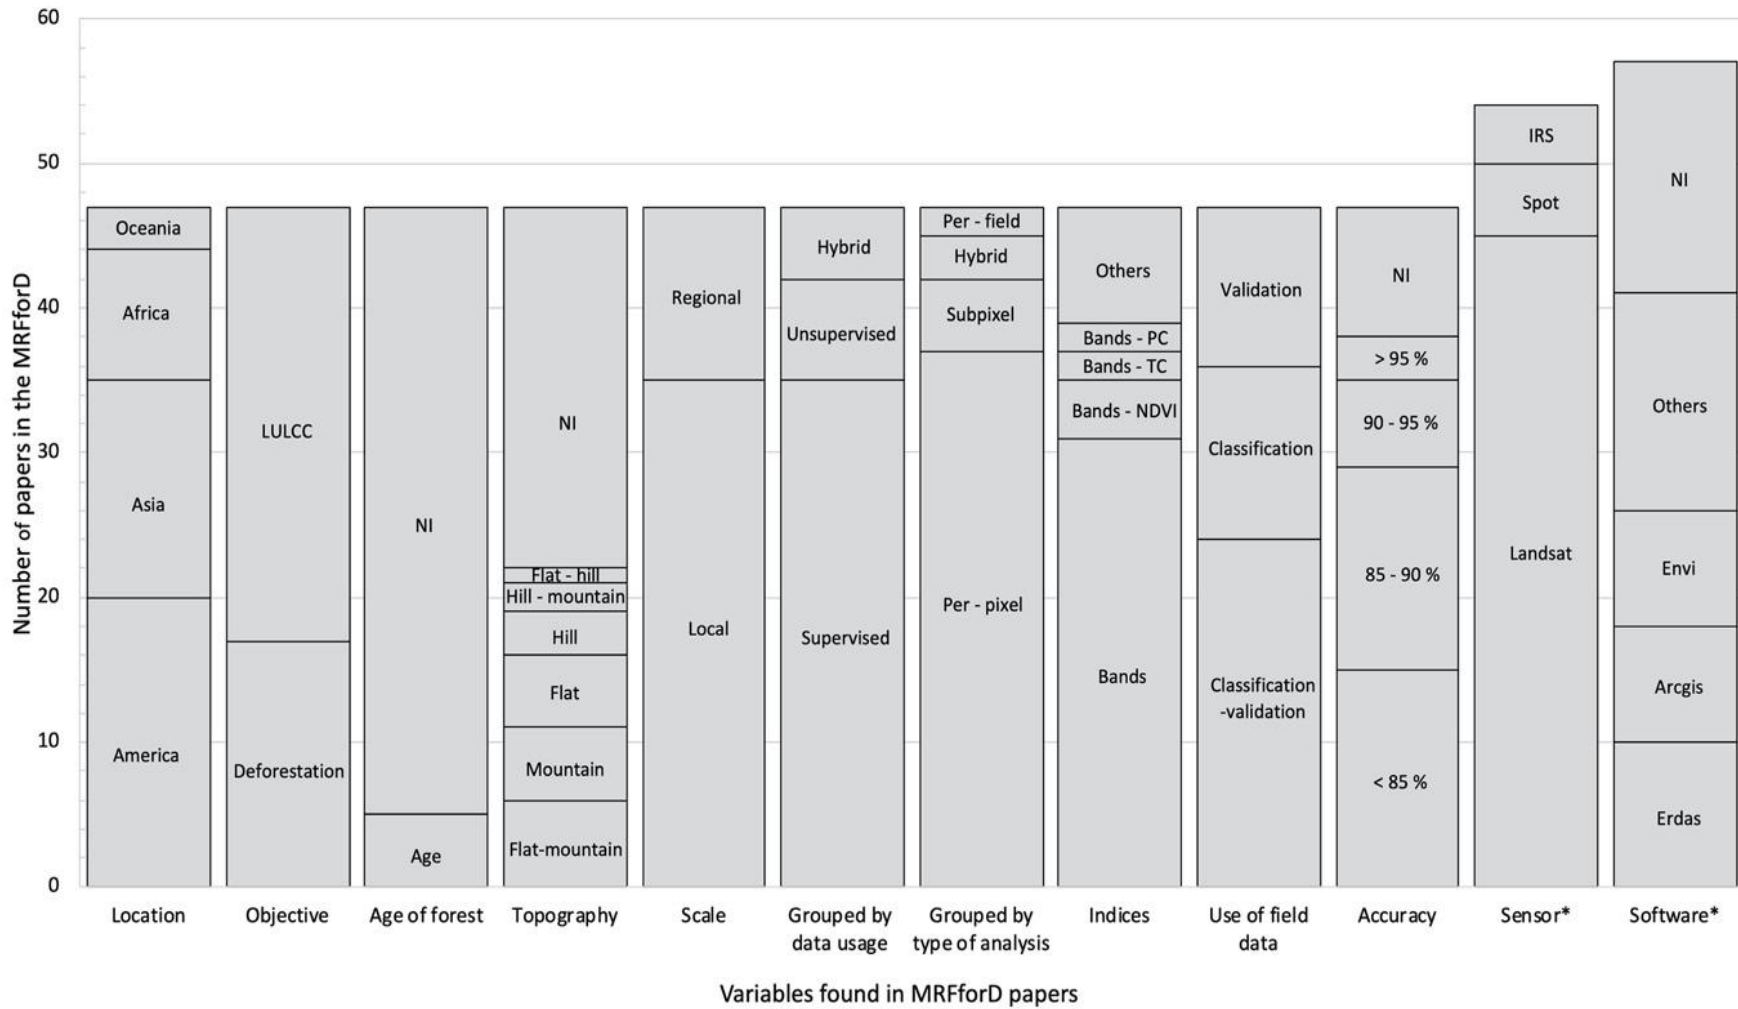 Number of papers in the MRFforD
60
50
40
30
20
10
0
Oceania
Africa
Asia
America
LULCC
Deforestation
NI
Age
NI
Flat - hill
Hill - mountain
Hill
Flat
Mountain
Flat-mountain
Regional
Local
Hybrid
Unsupervised
Supervised
Per - field
Hybrid
Subpixel
Per - pixel
Others
Bands - PC
Bands - TC
Bands - NDVI
Bands
Validation
Classification
Classification
-validation
NI
> 95 %
90 - 95 %
85 - 90 %
< 85 %
IRS
Spot
Landsat
NI
Others
Envi
Arcgis
Erdas
Location
Objective
Age of forest
Topography
Scale
Grouped by
data usage
Grouped by
type of analysis
Indices
Use of field
data
Accuracy
Sensor*
Software*
Variables found in MRFforD papers